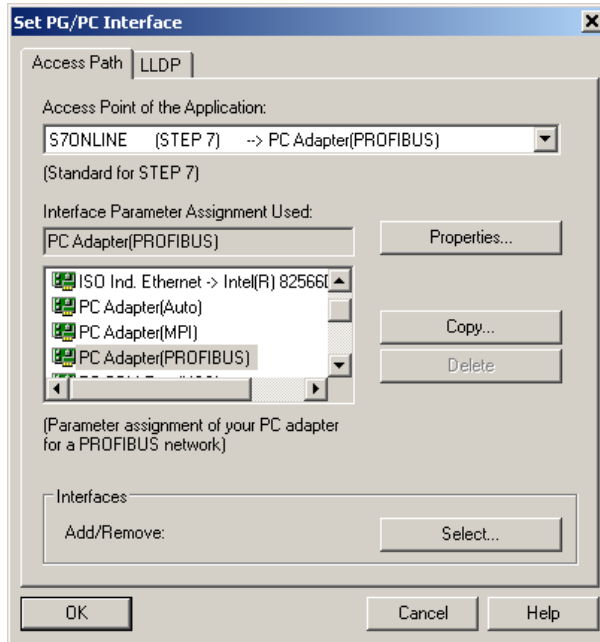 Set PG/PC Interface
Access Path
LLDP
Access Point of the Application:
S7ONLINE (STEP 7) --> PC Adapter(PROFIBUS)
(Standard for STEP 7)
Interface Parameter Assignment Used:
PC Adapter(PROFIBUS)
Properties...
ISO Ind. Ethernet -> Intel(R) 82566
PC Adapter(Auto)
PC Adapter(MPI)
PC Adapter(PROFIBUS)
Copy...
Delete
(Parameter assignment of your PC adapter
for a PROFIBUS network)
Interfaces
Add/Remove:
Select...
OK
Cancel
Help